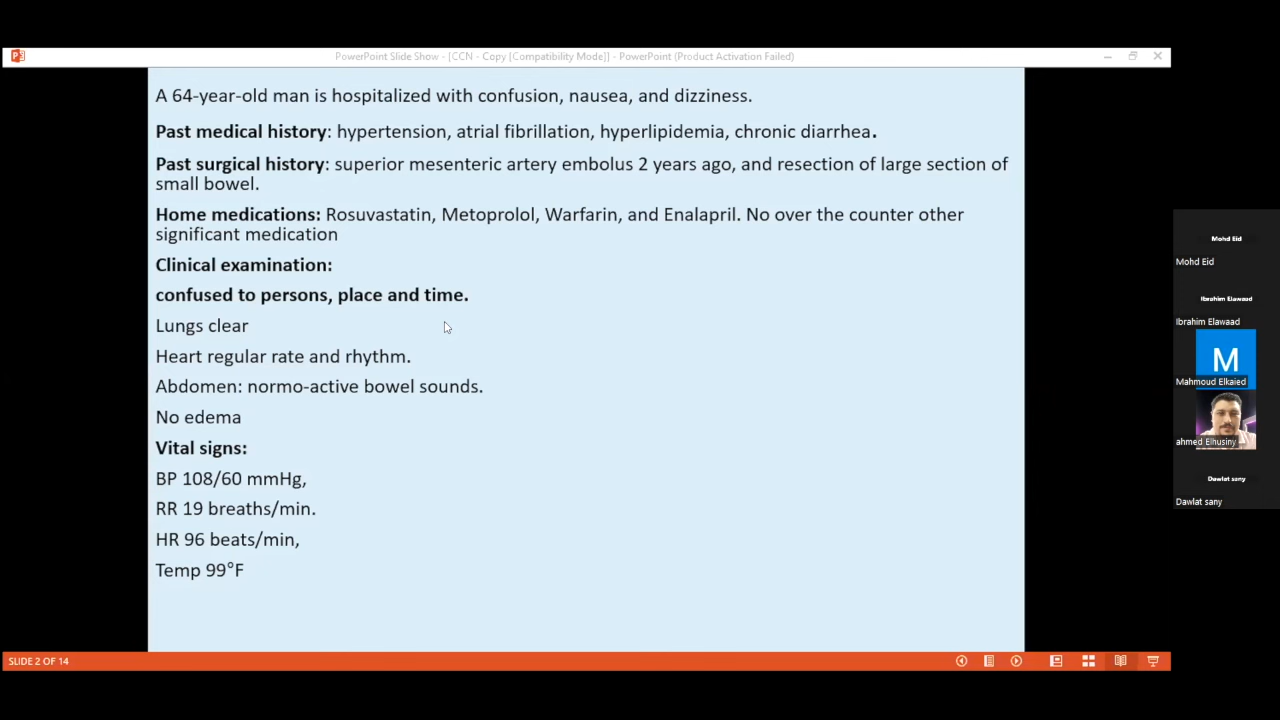 PowerPoint Slide Show - [CCN - Copy [Compatibility Mode]] - PowerPoint (Product Activation Failed)
A 64-year-old man is hospitalized with confusion, nausea, and dizziness.
Past medical history: hypertension, atrial fibrillation, hyperlipidemia, chronic diarrhea.
Past surgical history: superior mesenteric artery embolus 2 years ago, and resection of large section of
small bowel.
Home medications: Rosuvastatin, Metoprolol, Warfarin, and Enalapril. No over the counter other
significant medication
Clinical examination:
confused to persons, place and time.
Lungs clear
Heart regular rate and rhythm.
Abdomen: normo-active bowel sounds.
No edema
Vital signs:
BP 108/60 mmHg,
RR 19 breaths/min.
HR 96 beats/min,
Temp 99°F
SLIDE 2 OF 14
Mohd Eid
Mohd Eid
Ibrahim Elawaad
Ibrahim Elawaad
M
Mahmoud Elkaied
ahmed Elhusiny
Dawlat sany
Dawlat sany